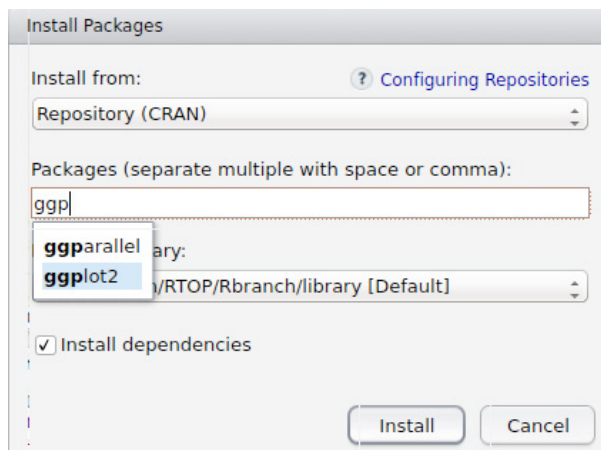 Install Packages
Install from:
? Configuring Repositories
Repository (CRAN)
Packages (separate multiple with space or comma):
ggp
ggparallel
ggplot2
/RTOP/Rbranch/library [Default]
Install dependencies
Install
Cancel